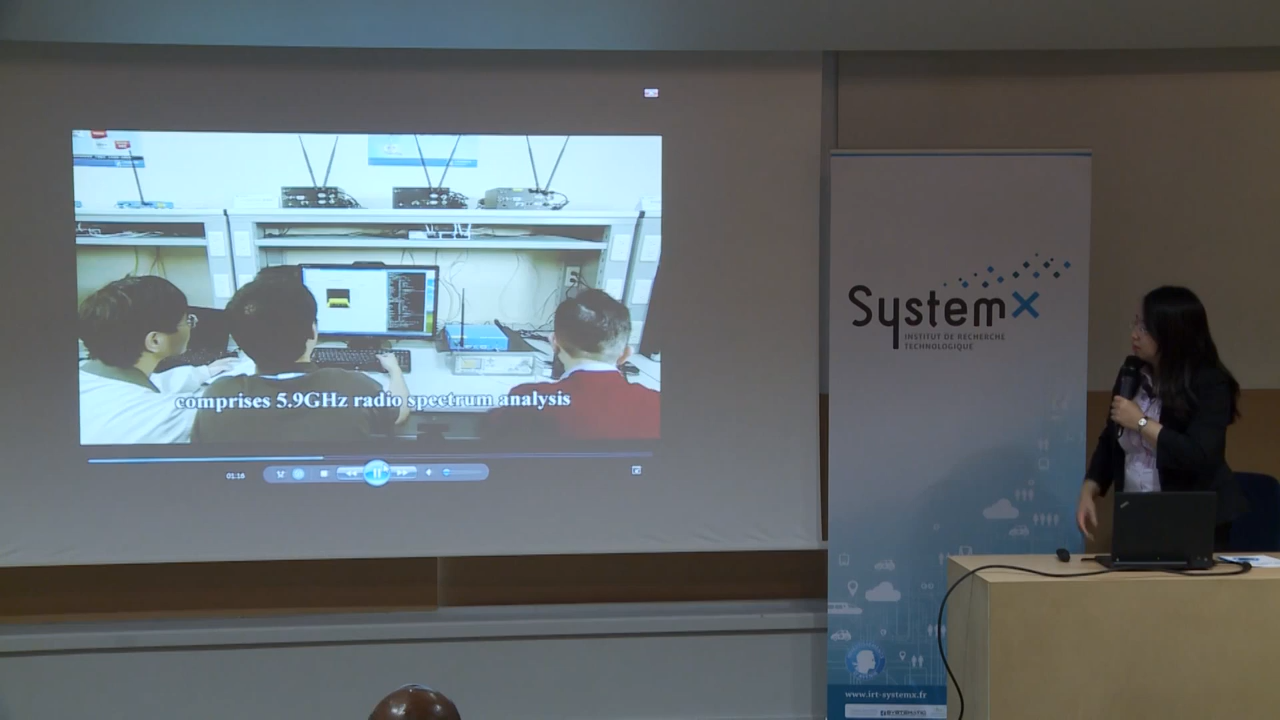 comprises 5.9GHz radio spectrum analysis
01:16
SystemX
INSTITUT DE RECHERCHE
TECHNOLOGIQUE
www.irt-systemx.fr